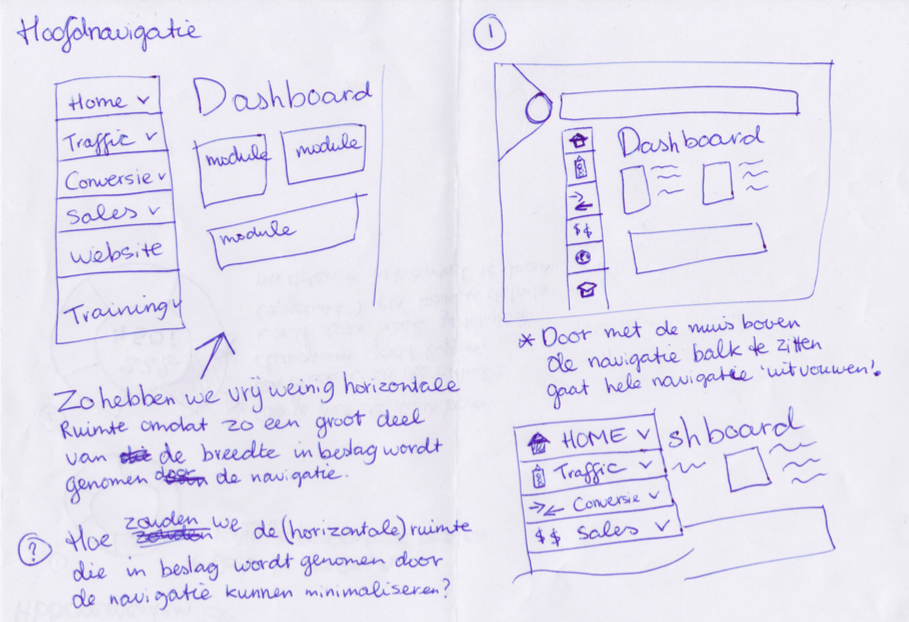 Hoofdnavigatie
Home
Traffic
Conversie
Sales
Website
Training
Dashboard
module
module
module
Zo hebben we vrij weinig horizontale
Ruimte omdat zo een groot deel
van de breedte in beslag wordt
genomen door de navigatie.
? Hoe zouden we de (horizontale) ruimte
die in beslag wordt genomen door
de navigatie kunnen minimaliseren?
1
Dashboard
$$
* Door met de muis boven
de navigatie balk te zitten
gaat hele navigatie 'uitvouwen'.
HOME
Traffic
Conversie
$$ Sales
shboard